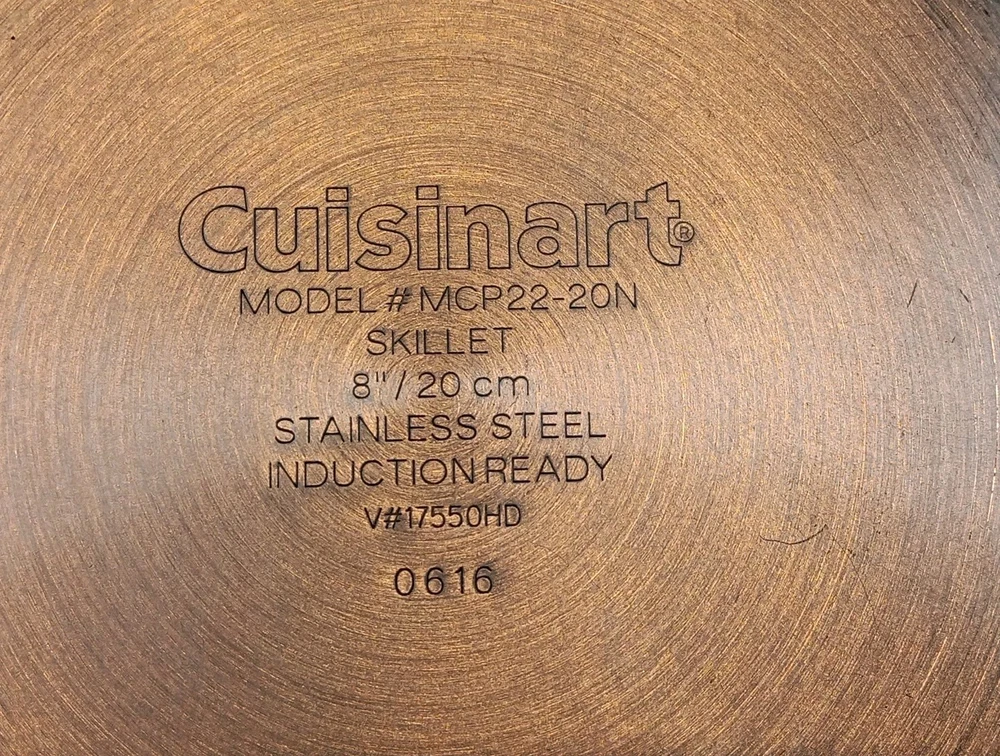 Cuisinart®
MODEL # MCP22-20N
SKILLET
8" / 20 cm
STAINLESS STEEL
INDUCTION READY
V#17550HD
0616